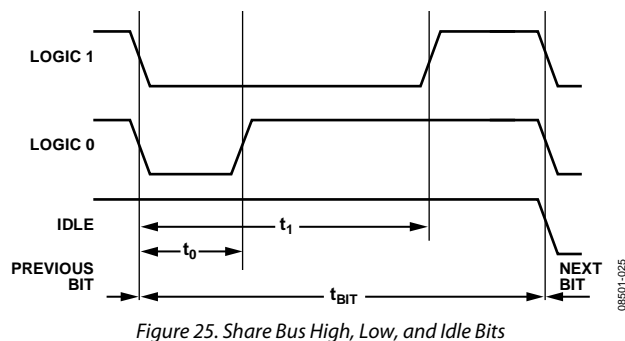 LOGIC 1
LOGIC 0
IDLE
t1
t0
PREVIOUS
BIT
tBIT
NEXT
BIT
08501-025
Figure 25. Share Bus High, Low, and Idle Bits